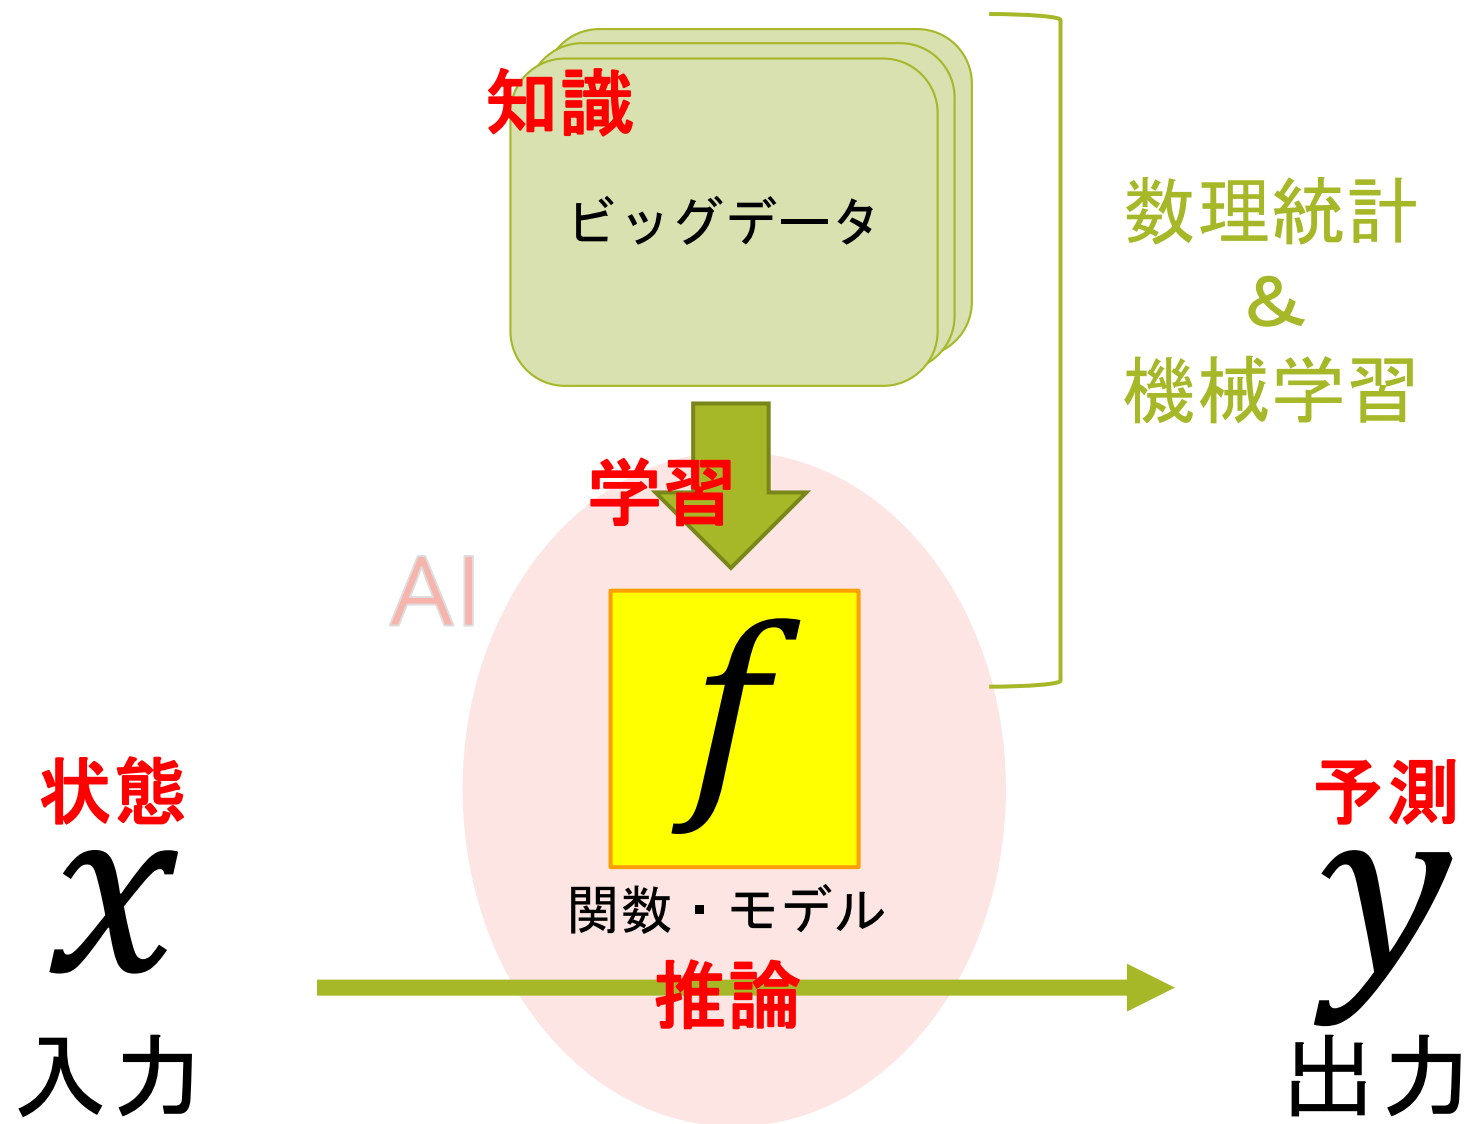 知識
ビッグデータ
数理統計
&
機械学習
学習
AI
f
関数・モデル
状態
x
入力
推論
予測
y
出力